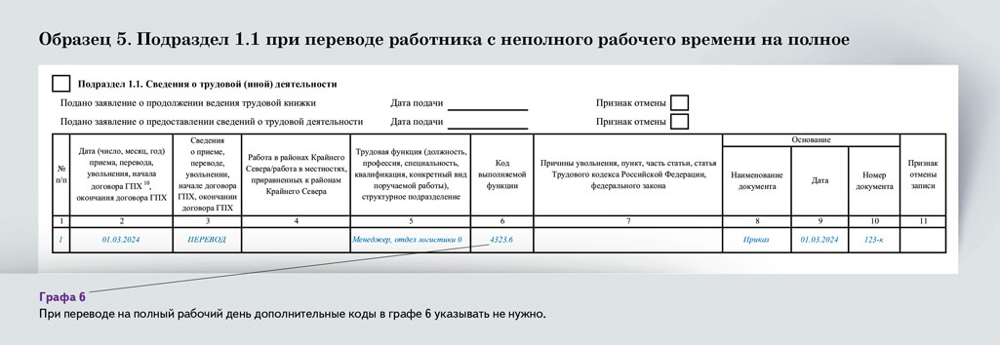 Образец 5. Подраздел 1.1 при переводе работника с неполного рабочего времени на полное
Подраздел 1.1. Сведения о трудовой (иной) деятельности
Подано заявление о продолжении ведения трудовой книжки Дата подачи Признак отмены
Подано заявление о предоставлении сведений о трудовой деятельности Дата подачи Признак отмены
№
п/п
Дата (число, месяц, год)
приема, перевода,
увольнения, начала
договора ГПХ 10,
окончания договора ГПХ
Сведения
о приеме,
переводе,
увольнении,
начале договора
ГПХ, окончании
договора ГПХ
Работа в районах Крайнего
Севера/работа в местностях,
приравненных к районам
Крайнего Севера
Трудовая функция (должность,
профессия, специальность,
квалификация, конкретный вид
поручаемой работы),
структурное подразделение
Код
выполняемой
функции
Причины увольнения, пункт, часть статьи, статья
Трудового кодекса Российской Федерации,
федерального закона
Основание
Наименование
документа
Дата
Номер
документа
Признак
отмены
записи
1 2 3 4 5 6 7 8 9 10 11
1 01.03.2024 ПЕРЕВОД Менеджер, отдел логистики 0 4323.6 Приказ 01.03.2024 123-к
Графа 6
При переводе на полный рабочий день дополнительные коды в графе 6 указывать не нужно.